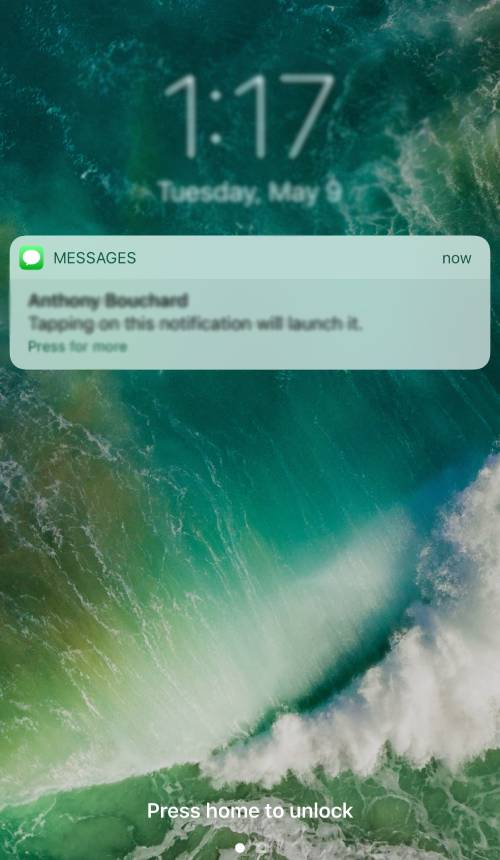 1:17
Tuesday, May 9
MESSAGES now
Anthony Bouchard
Tapping on this notification will launch it.
Press for more
Press home to unlock